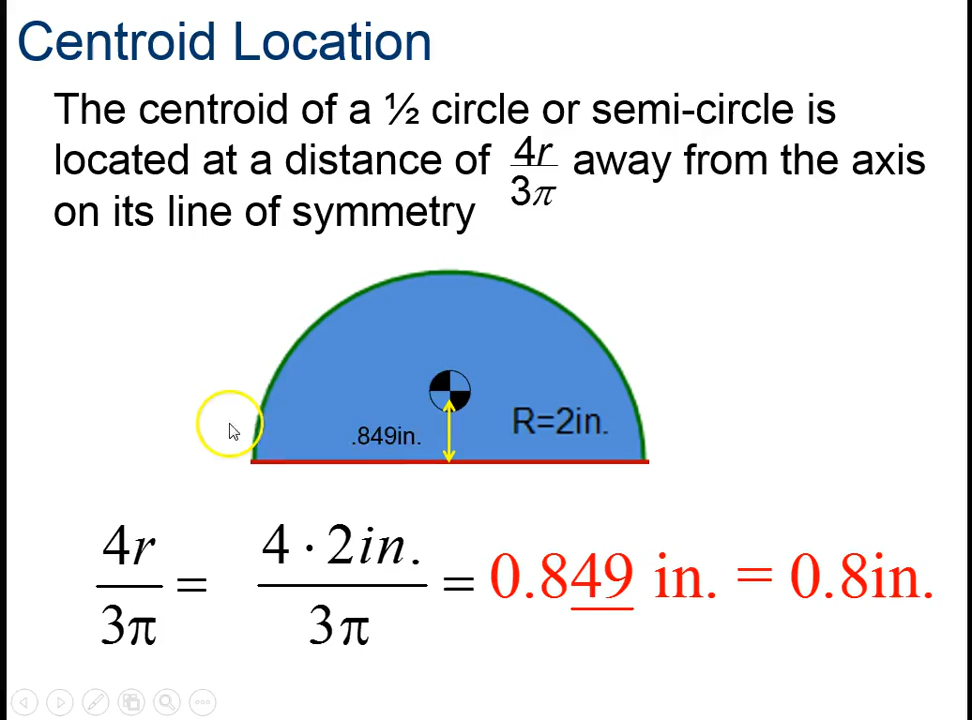 Centroid Location
The centroid of a ½ circle or semi-circle is
located at a distance of 4r/3π away from the axis
on its line of symmetry
R=2in.
.849in.
4r/3π = 4 · 2in./3π = 0.849 in. = 0.8in.